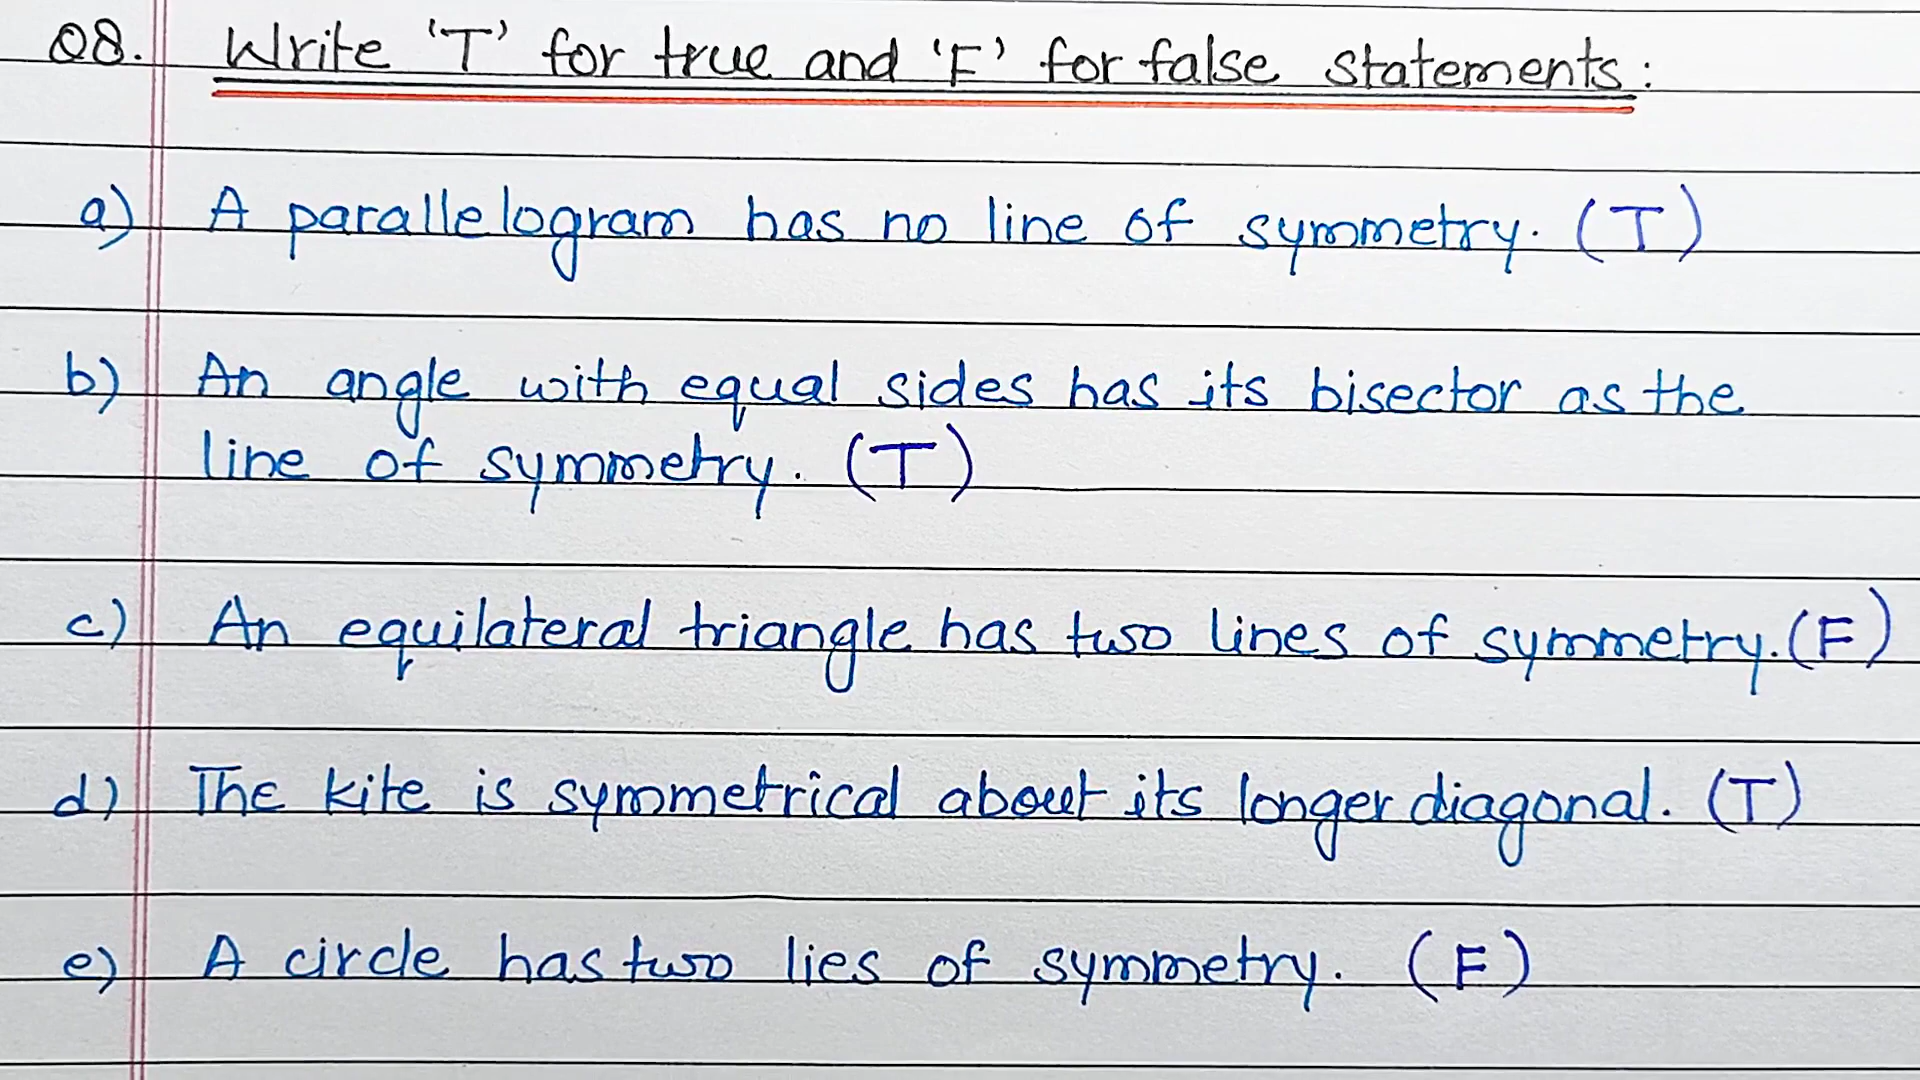 Q8. Write 'T' for true and 'F' for false statements:
a) A parallelogram has no line of symmetry. (T)
b) An angle with equal sides has its bisector as the
line of symmetry. (T)
c) An equilateral triangle has two lines of symmetry. (F)
d) The kite is symmetrical about its longer diagonal. (T)
e) A circle has two lies of symmetry. (F)